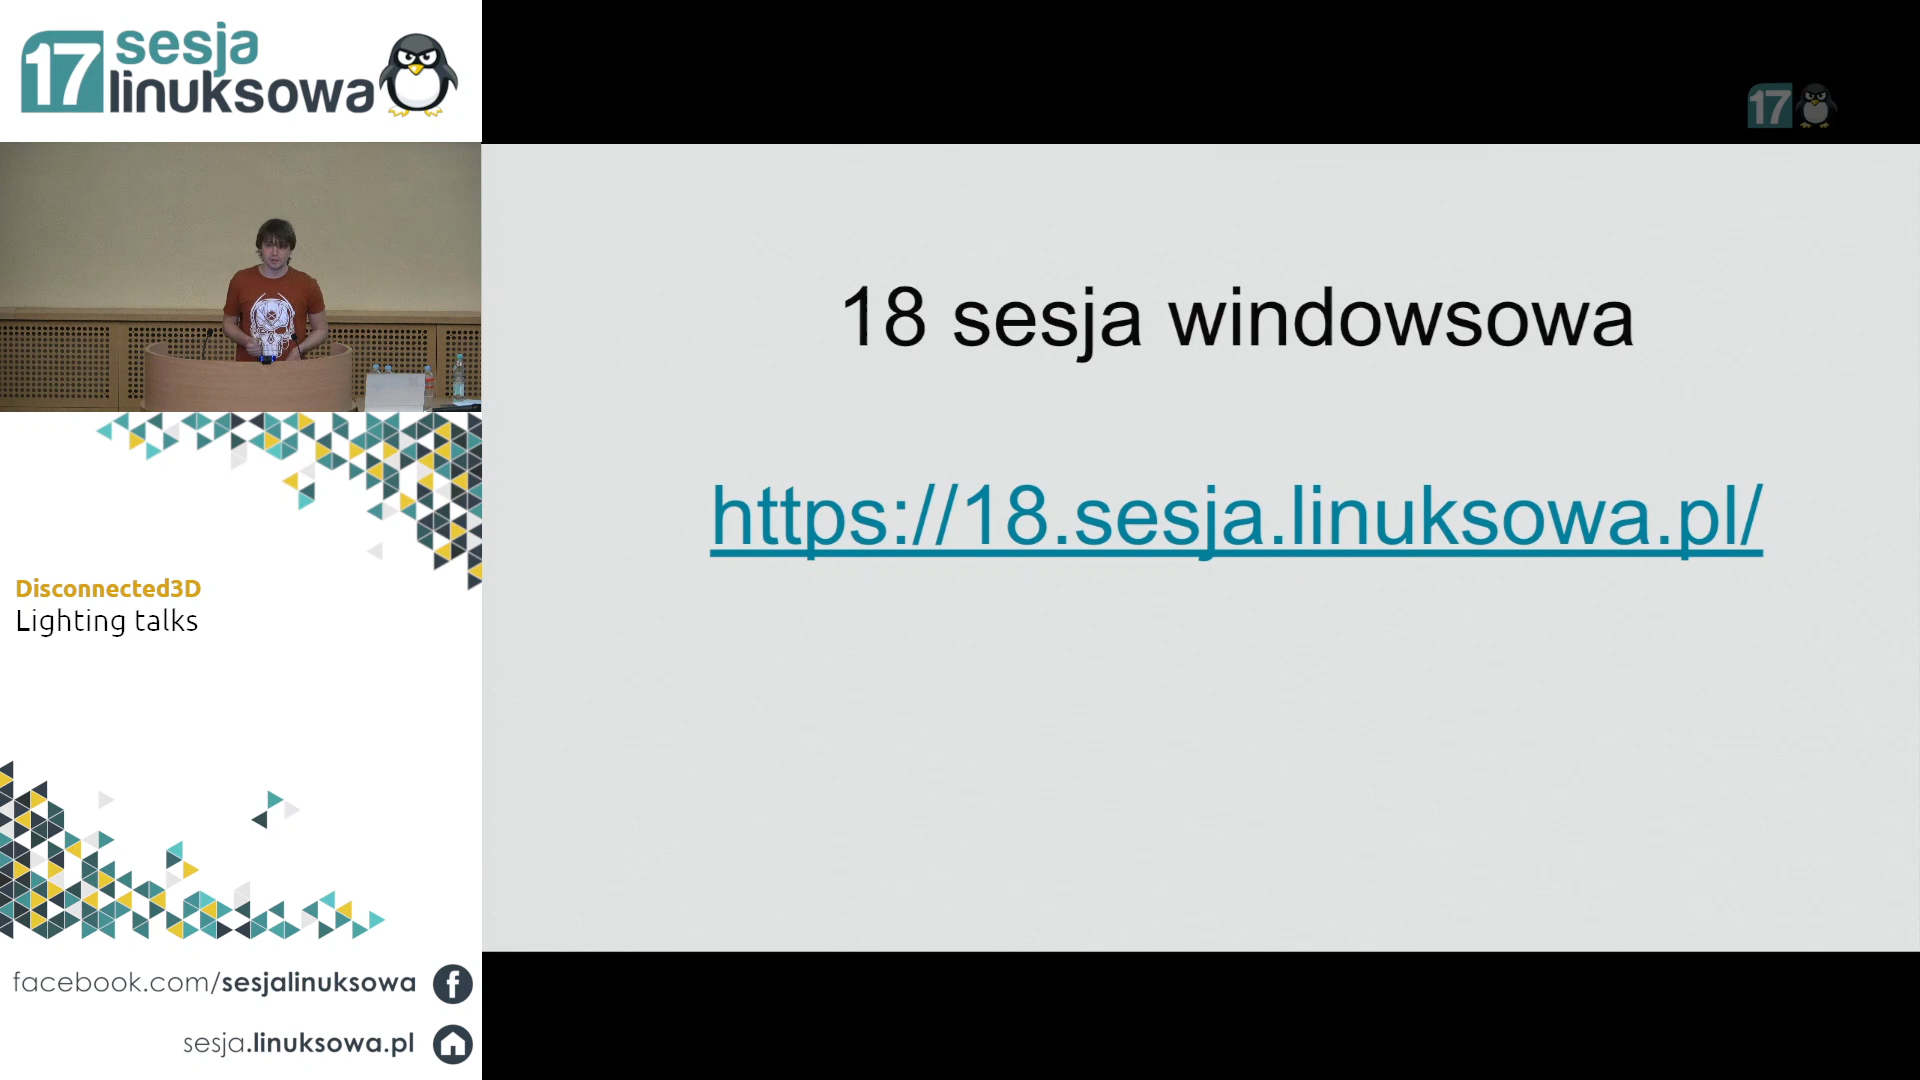 17 sesja
linuksowa
17
18 sesja windowsowa
https://18.sesja.linuksowa.pl/
Disconnected3D
Lighting talks
facebook.com/sesjalinuksowa
sesja.linuksowa.pl